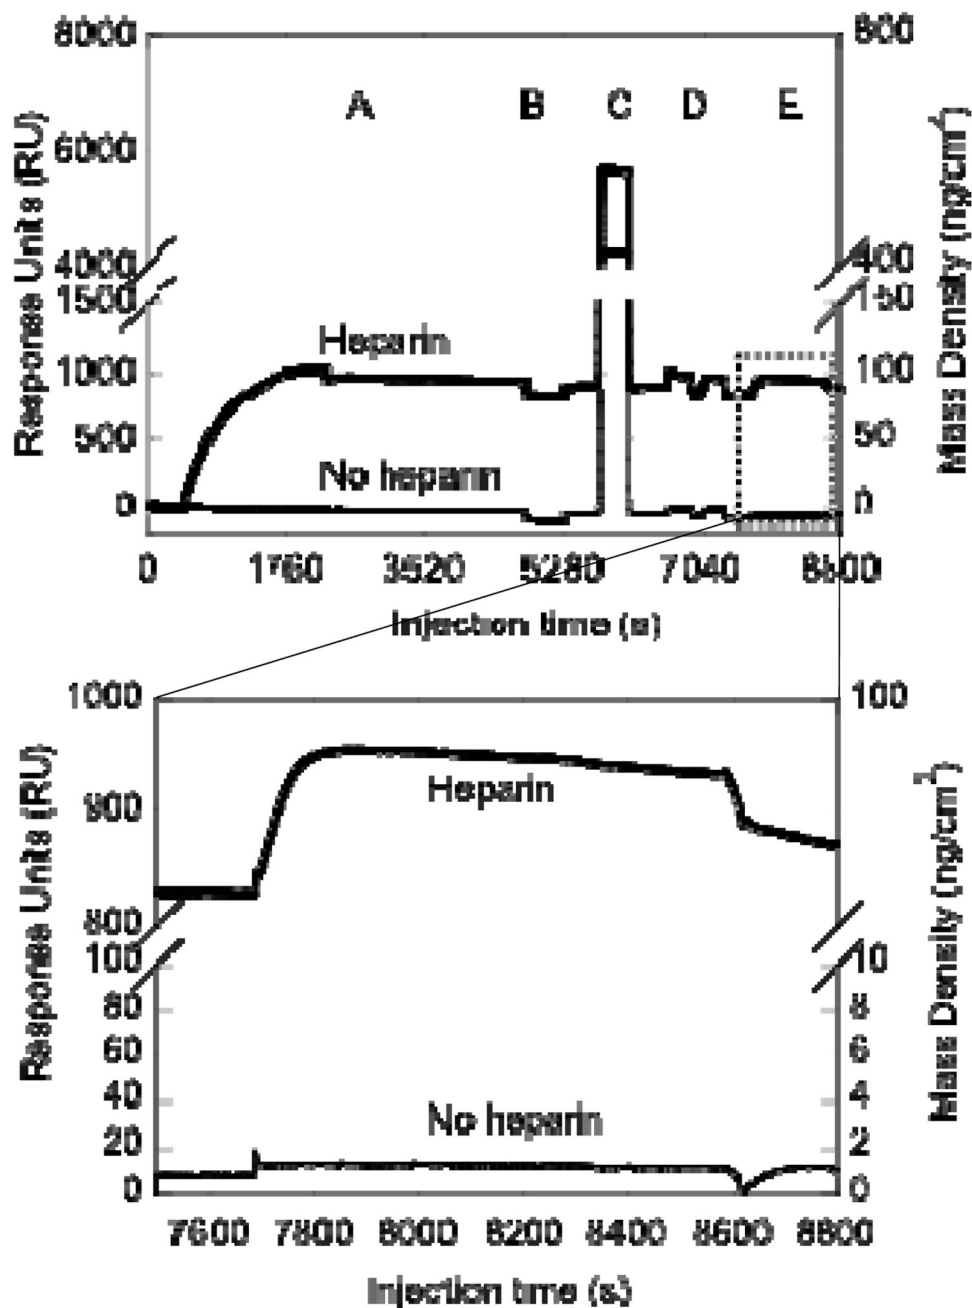 8000
800
A B C D E
6000
4000
400
1500
150
Heparin
1000
100
500
50
No heparin
0
0
0 1760 3520 5280 7040 8800
Injection time (s)
Response Units (RU)
Mass Density (ng/cm²)
1000
100
Heparin
900
800
100
10
80
8
60
6
40
4
No heparin
20
2
0
0
7600 7800 8000 8200 8400 8600 8800
Injection time (s)
Response Units (RU)
Mass Density (ng/cm²)